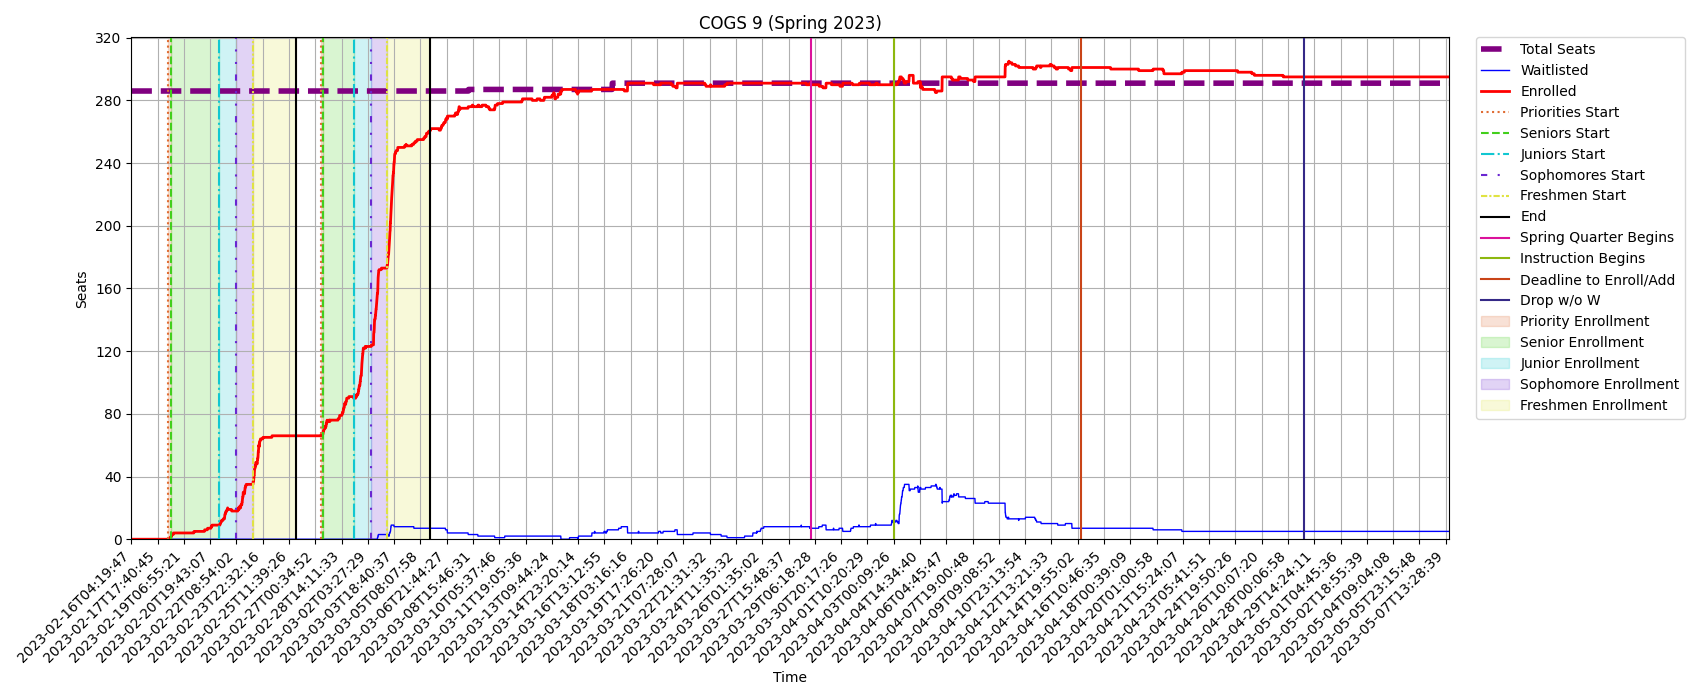 COGS 9 (Spring 2023)
Seats
320
280
240
200
160
120
80
40
0
2023-02-16T04:19:47
2023-02-17T17:40:45
2023-02-19T06:55:21
2023-02-20T19:43:07
2023-02-22T08:54:02
2023-02-23T22:32:16
2023-02-25T11:39:26
2023-02-27T00:34:52
2023-02-28T14:11:33
2023-03-02T03:27:29
2023-03-03T18:40:37
2023-03-05T08:07:58
2023-03-06T21:44:27
2023-03-08T15:46:31
2023-03-10T05:37:46
2023-03-11T19:05:36
2023-03-13T09:44:24
2023-03-14T23:20:14
2023-03-16T13:12:55
2023-03-18T03:16:16
2023-03-19T17:26:20
2023-03-21T07:28:07
2023-03-22T21:31:32
2023-03-24T11:35:32
2023-03-26T01:35:02
2023-03-27T15:48:37
2023-03-29T06:18:28
2023-03-30T20:17:26
2023-04-01T10:20:29
2023-04-03T00:09:26
2023-04-04T14:34:40
2023-04-06T04:45:47
2023-04-07T19:00:48
2023-04-09T09:08:52
2023-04-10T23:13:54
2023-04-12T13:21:33
2023-04-14T19:55:02
2023-04-16T10:46:35
2023-04-18T00:39:09
2023-04-20T01:00:58
2023-04-21T15:24:07
2023-04-23T05:41:51
2023-04-24T19:50:26
2023-04-26T10:07:20
2023-04-28T00:06:58
2023-04-29T14:24:11
2023-05-01T04:45:36
2023-05-02T18:55:39
2023-05-04T09:04:08
2023-05-05T23:15:48
2023-05-07T13:28:39
Time
Total Seats
Waitlisted
Enrolled
Priorities Start
Seniors Start
Juniors Start
Sophomores Start
Freshmen Start
End
Spring Quarter Begins
Instruction Begins
Deadline to Enroll/Add
Drop w/o W
Priority Enrollment
Senior Enrollment
Junior Enrollment
Sophomore Enrollment
Freshmen Enrollment